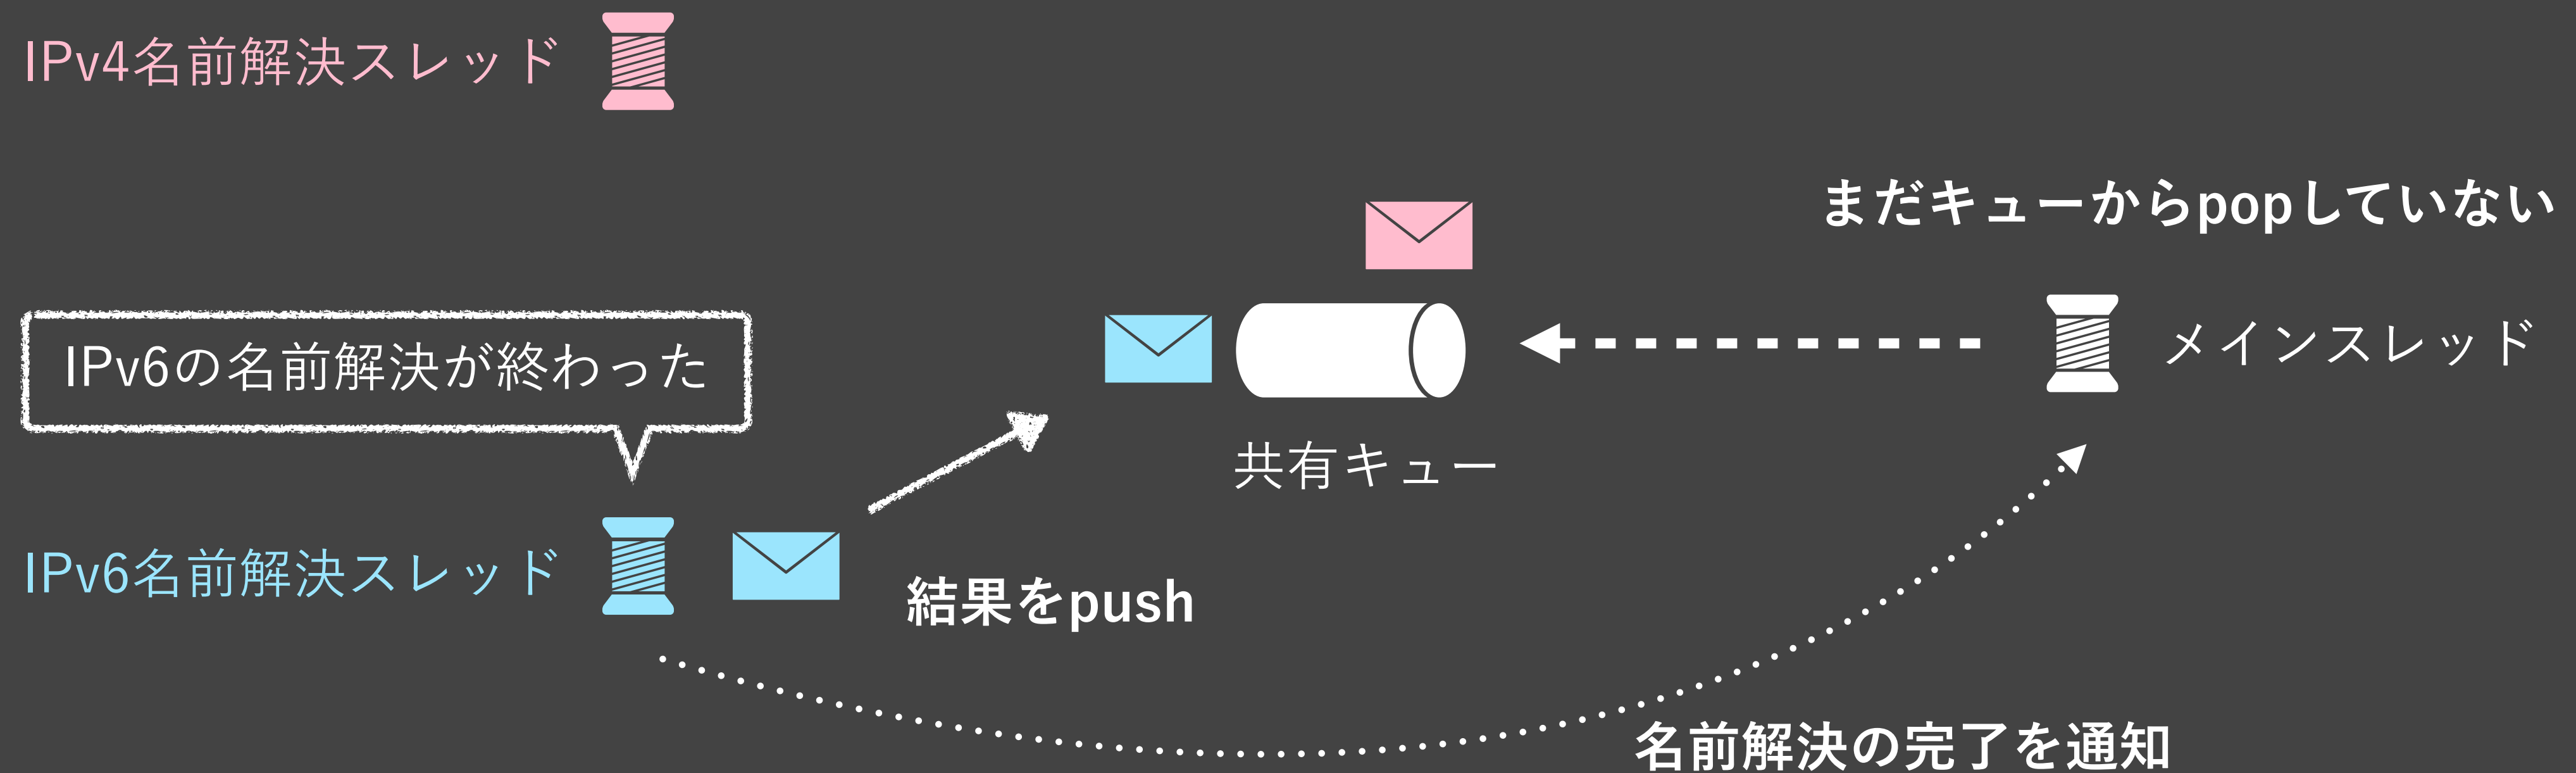 IPv4名前解決スレッド
まだキューからpopしていない
IPv6の名前解決が終わった
メインスレッド
共有キュー
IPv6名前解決スレッド
結果をpush
名前解決の完了を通知